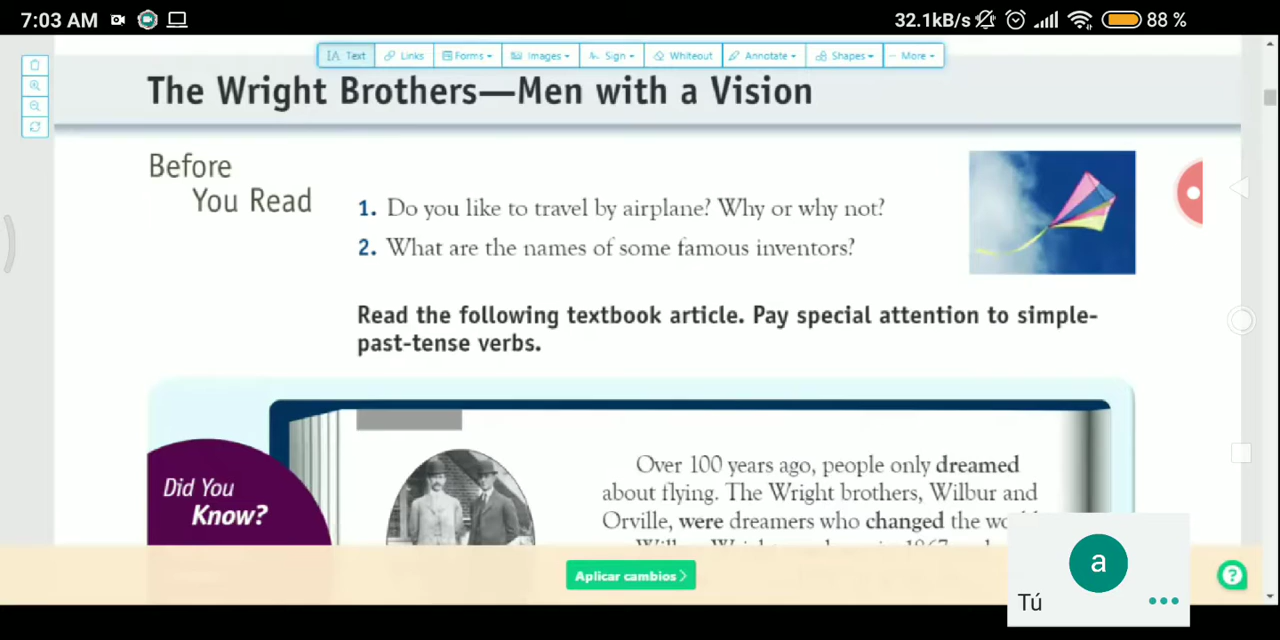 7:03 AM 32.1kB/s 88 %
Text Links Forms Images Sign Whiteout Annotate Shapes More
The Wright Brothers—Men with a Vision
Before
You Read
1. Do you like to travel by airplane? Why or why not?
2. What are the names of some famous inventors?
Read the following textbook article. Pay special attention to simple-
past-tense verbs.
Did You
Know?
Over 100 years ago, people only dreamed
about flying. The Wright brothers, Wilbur and
Orville, were dreamers who changed the
a
Tú
Aplicar cambios
?